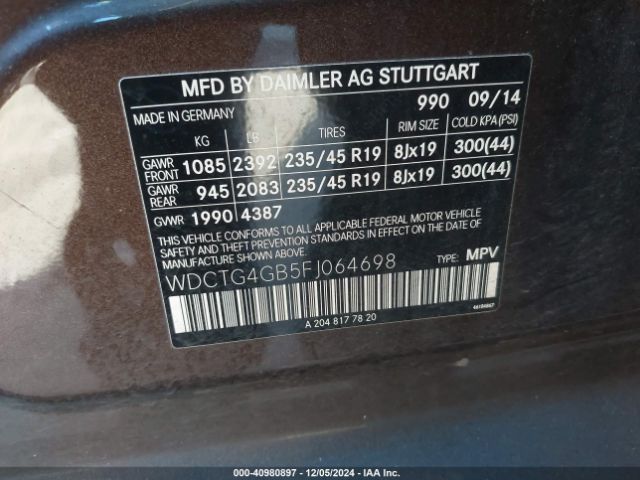 MFD BY DAIMLER AG STUTTGART
MADE IN GERMANY 990 09/14
KG LB TIRES RIM SIZE COLD KPA(PSI)
GAWR FRONT 1085 2392 235/45 R19 8Jx19 300(44)
GAWR REAR 945 2083 235/45 R19 8Jx19 300(44)
GVWR 1990 4387
THIS VEHICLE CONFORMS TO ALL APPLICABLE FEDERAL MOTOR VEHICLE
SAFETY AND THEFT PREVENTION STANDARDS IN EFFECT ON THE DATE OF
MANUFACTURE SHOWN ABOVE.
WDCTG4GB5FJ064698 TYPE: MPV
A 204 817 78 20
000-40980897 - 12/05/2024 - IAA Inc.